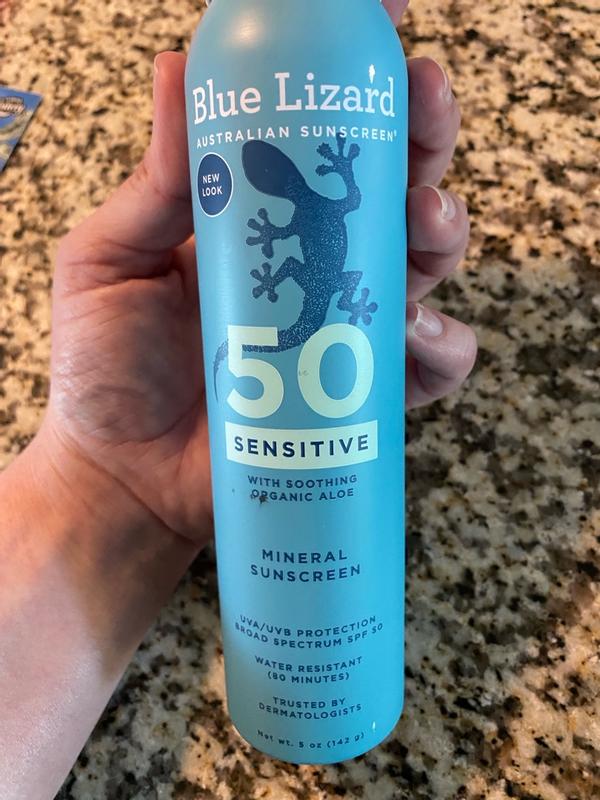 Blue Lizard
AUSTRALIAN SUNSCREEN®
NEW
LOOK
50
SENSITIVE
WITH SOOTHING
ORGANIC ALOE
MINERAL
SUNSCREEN
UVA/UVB PROTECTION
BROAD SPECTRUM SPF 50
WATER RESISTANT
(80 MINUTES)
TRUSTED BY
DERMATOLOGISTS
Net wt. 5 oz (142 g)